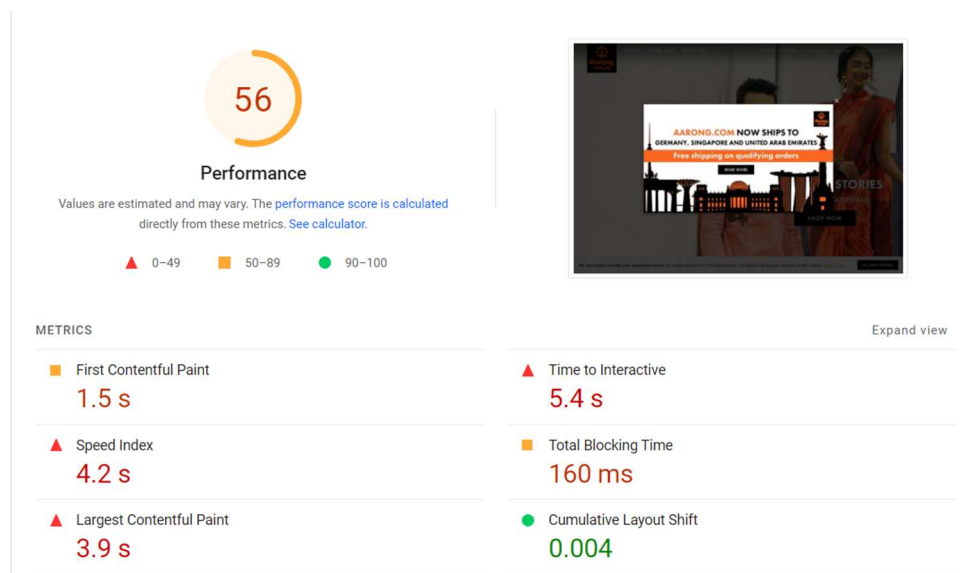 56
Performance
Values are estimated and may vary. The performance score is calculated
directly from these metrics. See calculator.
0–49
50–89
90–100
Aarong
AARONG.COM NOW SHIPS TO
GERMANY, SINGAPORE AND UNITED ARAB EMIRATES
Free shipping on qualifying orders
READ MORE
STORIES
SHOP NOW
METRICS
Expand view
First Contentful Paint
1.5 s
Time to Interactive
5.4 s
Speed Index
4.2 s
Total Blocking Time
160 ms
Largest Contentful Paint
3.9 s
Cumulative Layout Shift
0.004